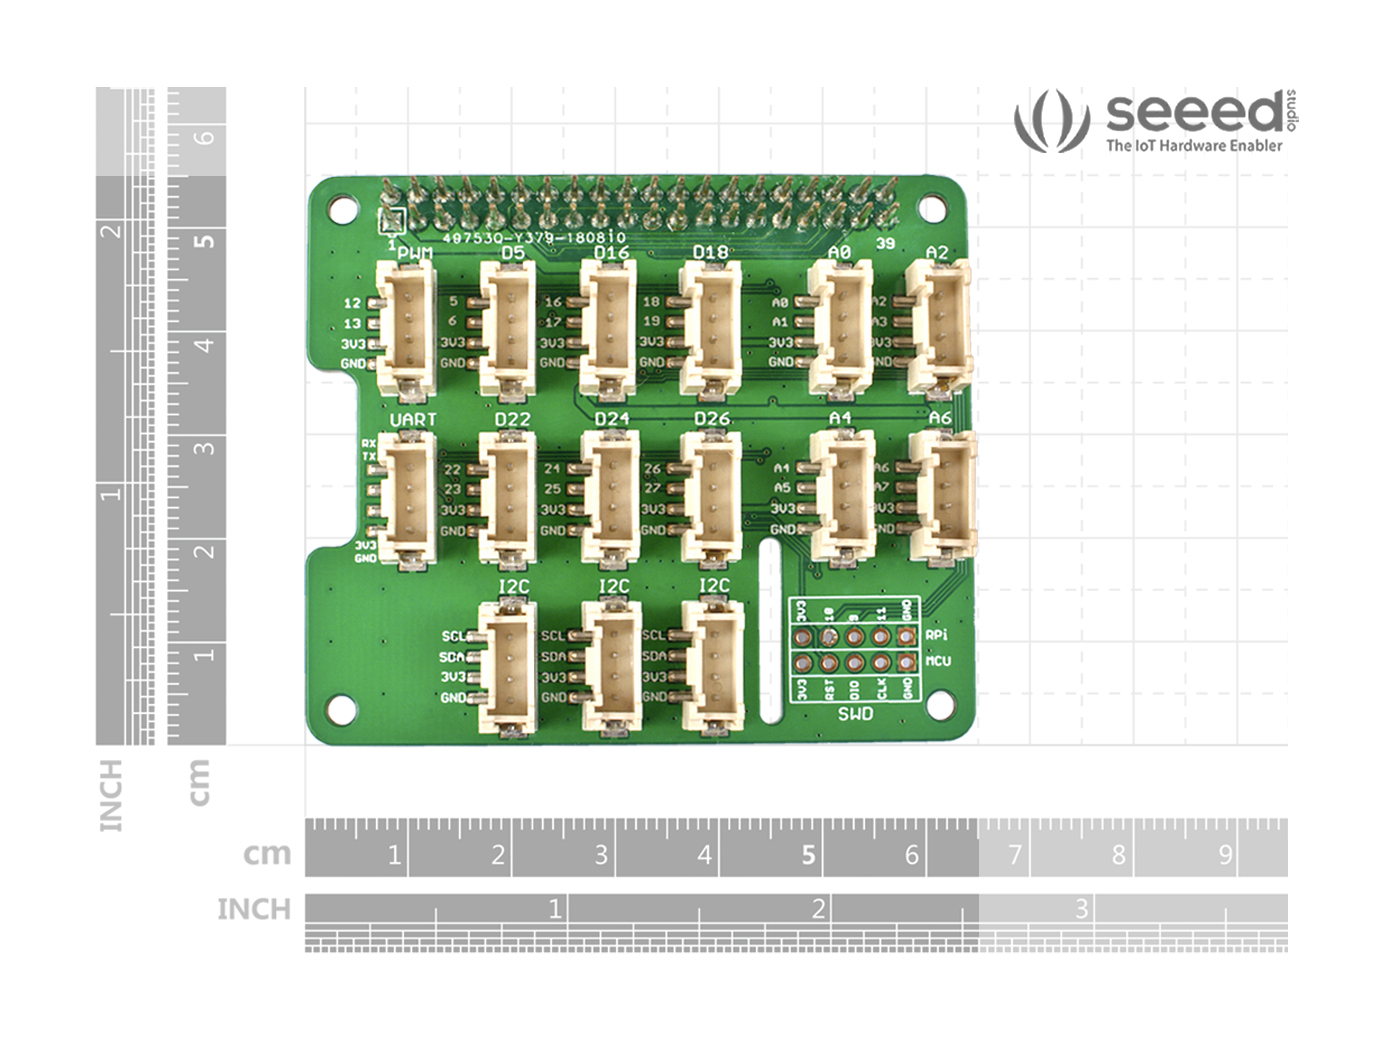 seeed studio
The IoT Hardware Enabler
6
5
4
3
2
1
cm
2
1
INCH
1 39
49753Q-Y379-1808i0
PWM D5 D16 D18 A0 A2
12 5 16 18 A0 A2
13 6 17 19 A1 A3
3V3 3V3 3V3 3V3 3V3 3V3
GND GND GND GND GND GND
UART D22 D24 D26 A4 A6
RX
TX 22 24 26 A4 A6
23 25 27 A5 A7
3V3 3V3 3V3 3V3 3V3
GND GND GND GND GND
3V3
GND
I2C I2C I2C
SCL SCL SCL
SDA SDA SDA
3V3 3V3 3V3
GND GND GND
3V3 10 9 11 GND
RPi
MCU
3V3 RST DIO CLK GND
SWD
cm 1 2 3 4 5 6 7 8 9
INCH 1 2 3